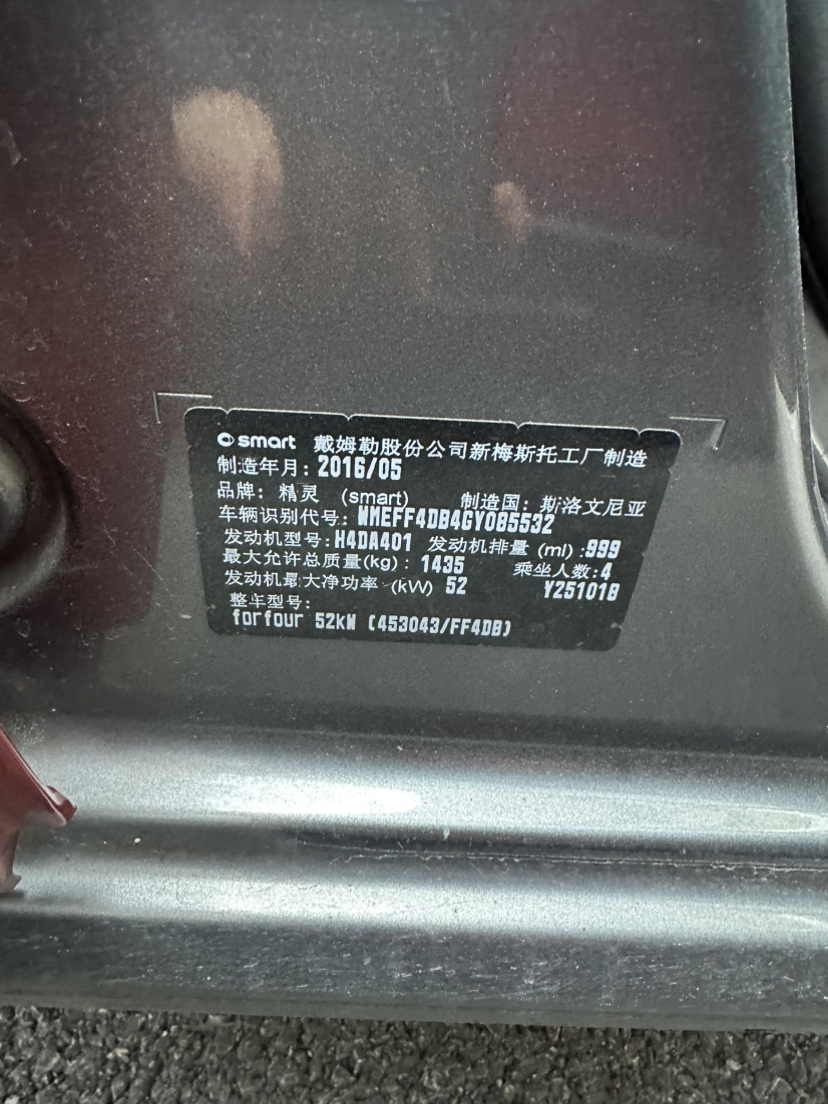 smart 戴姆勒股份公司新梅斯托工厂制造
制造年月：2016/05
品牌：精灵 (smart) 制造国：斯洛文尼亚
车辆识别代号：WMEFF4DB4GY085532
发动机型号：H4DA401 发动机排量 (ml) :999
最大允许总质量(kg)：1435 乘坐人数:4
发动机最大净功率 (kW) 52 Y251018
整车型号：
forfour 52kW (453043/FF4DB)